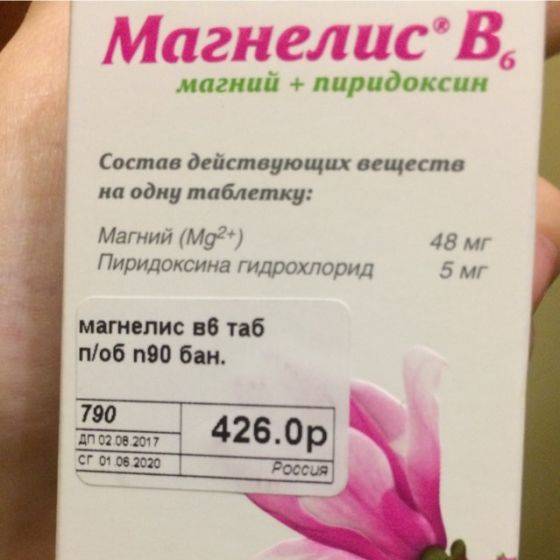 Магнелис® B₆
магний + пиридоксин
Состав действующих веществ
на одну таблетку:
Магний (Mg²⁺) 48 мг
Пиридоксина гидрохлорид 5 мг
магнелис в6 таб
п/об n90 бан.
790
ДП 02.08.2017
СГ 01.06.2020
426.0р
Россия